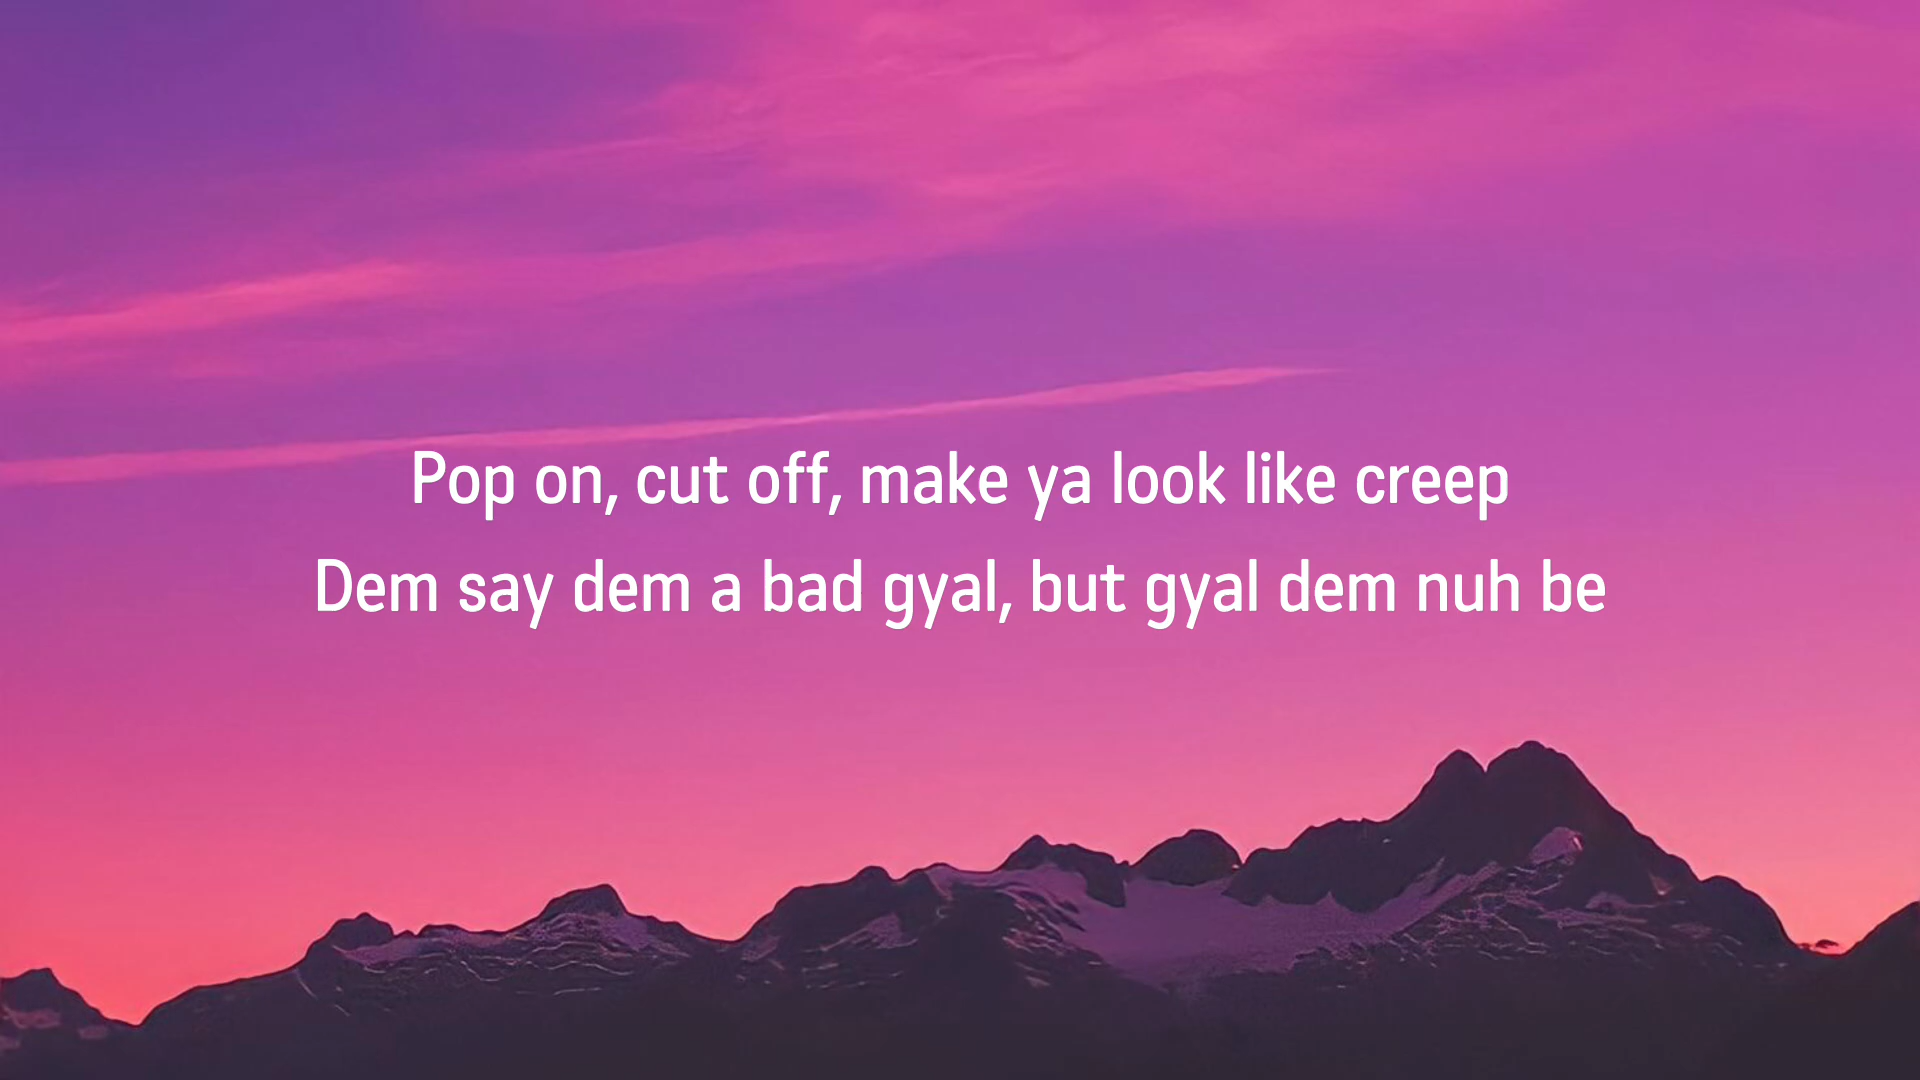 Pop on, cut off, make ya look like creep
Dem say dem a bad gyal, but gyal dem nuh be